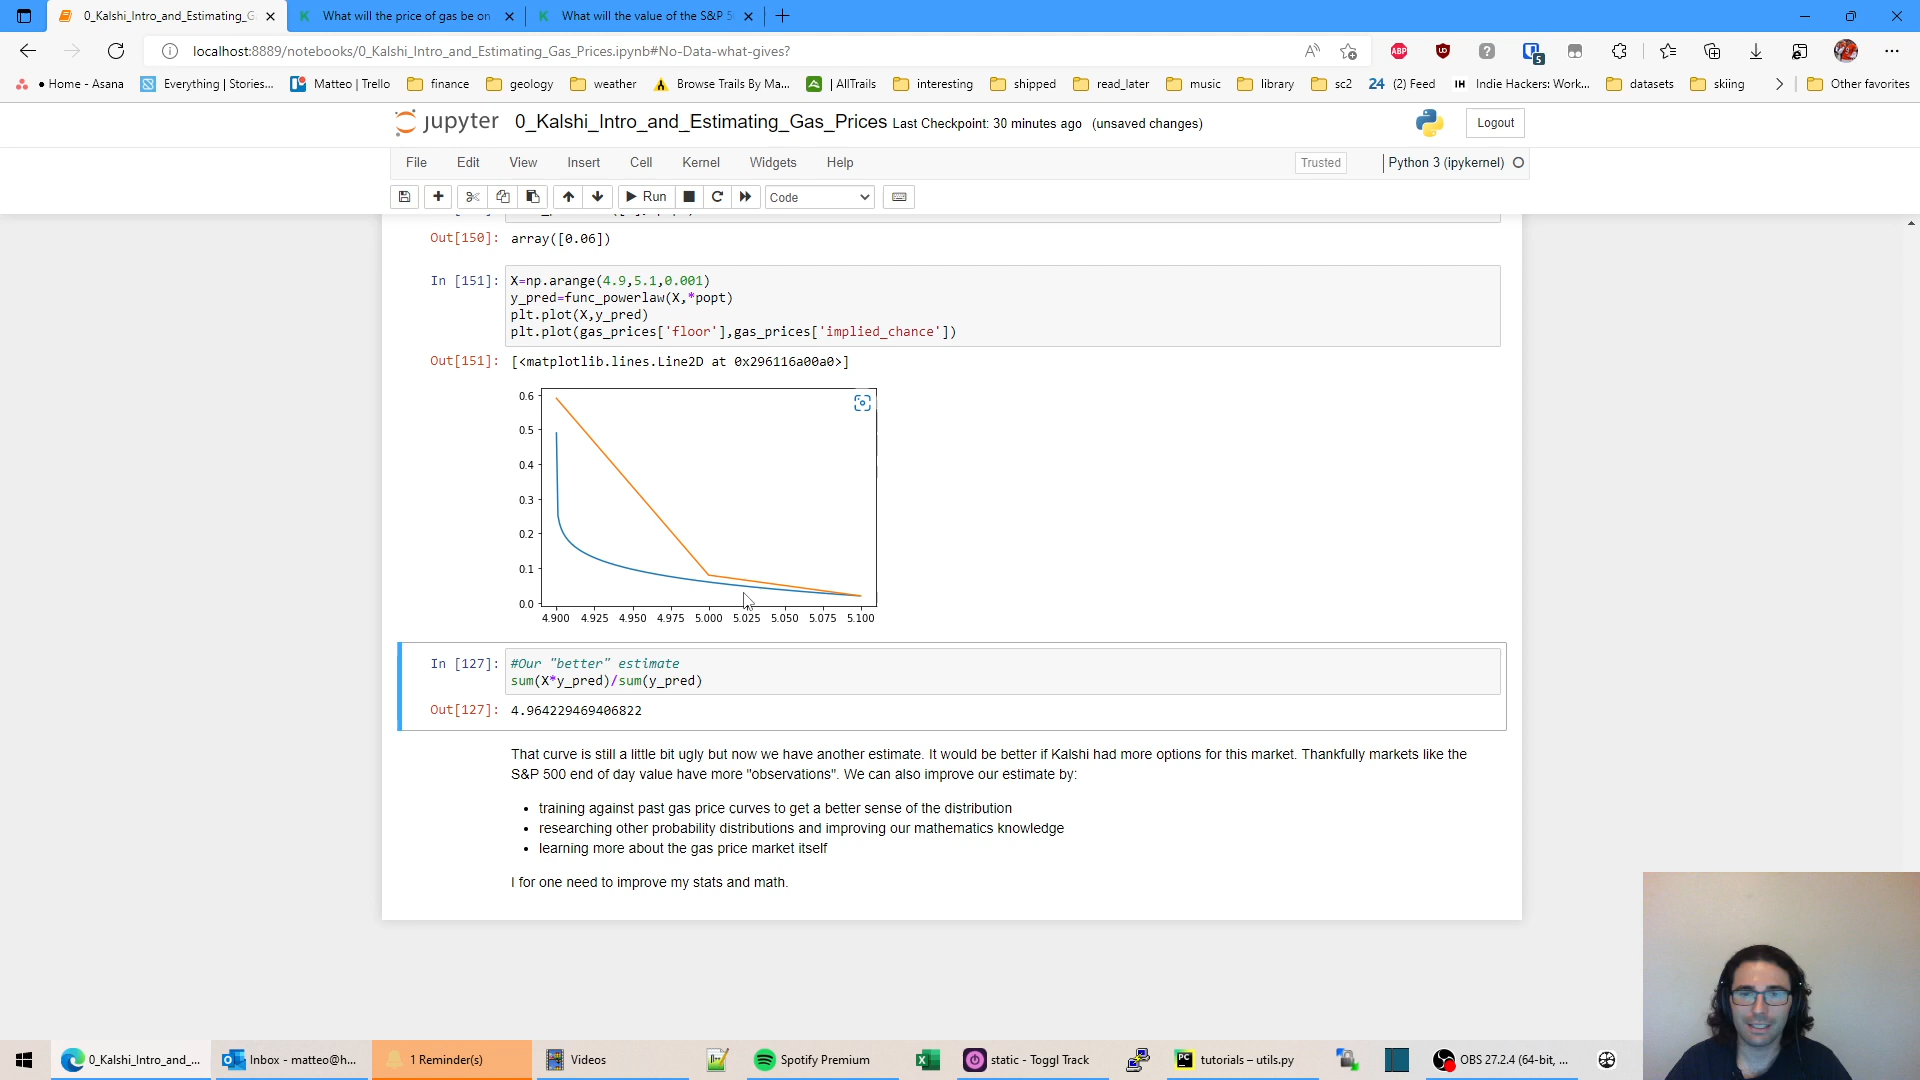 0_Kalshi_Intro_and_Estimating_G
What will the price of gas be on
What will the value of the S&P 5
localhost:8889/notebooks/0_Kalshi_Intro_and_Estimating_Gas_Prices.ipynb#No-Data-what-gives?
• Home - Asana
Everything | Stories...
Matteo | Trello
finance
geology
weather
Browse Trails By Ma...
| AllTrails
interesting
shipped
read_later
music
library
sc2
24 (2) Feed
IH Indie Hackers: Work...
datasets
skiing
Other favorites
jupyter 0_Kalshi_Intro_and_Estimating_Gas_Prices Last Checkpoint: 30 minutes ago (unsaved changes)
Logout
File Edit View Insert Cell Kernel Widgets Help
Trusted
Python 3 (ipykernel)
Run
Code
Out[150]: array([0.06])
In [151]: X=np.arange(4.9,5.1,0.001)
y_pred=func_powerlaw(X,*popt)
plt.plot(X,y_pred)
plt.plot(gas_prices['floor'],gas_prices['implied_chance'])
Out[151]: [<matplotlib.lines.Line2D at 0x296116a00a0>]
0.6
0.5
0.4
0.3
0.2
0.1
0.0
4.900 4.925 4.950 4.975 5.000 5.025 5.050 5.075 5.100
In [127]: #Our "better" estimate
sum(X*y_pred)/sum(y_pred)
Out[127]: 4.964229469406822
That curve is still a little bit ugly but now we have another estimate. It would be better if Kalshi had more options for this market. Thankfully markets like the
S&P 500 end of day value have more "observations". We can also improve our estimate by:
• training against past gas price curves to get a better sense of the distribution
• researching other probability distributions and improving our mathematics knowledge
• learning more about the gas price market itself
I for one need to improve my stats and math.
0_Kalshi_Intro_and_...
Inbox - matteo@h...
1 Reminder(s)
Videos
Spotify Premium
static - Toggl Track
tutorials – utils.py
OBS 27.2.4 (64-bit, ...